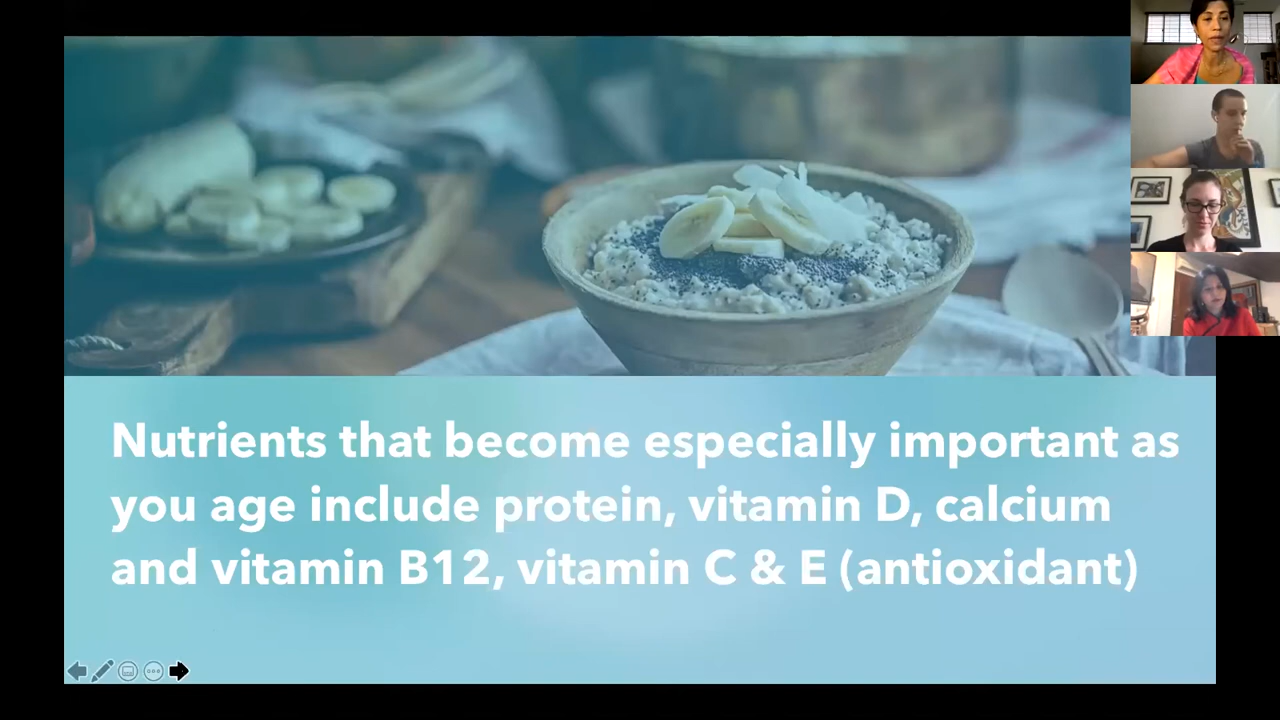 Nutrients that become especially important as
you age include protein, vitamin D, calcium
and vitamin B12, vitamin C & E (antioxidant)